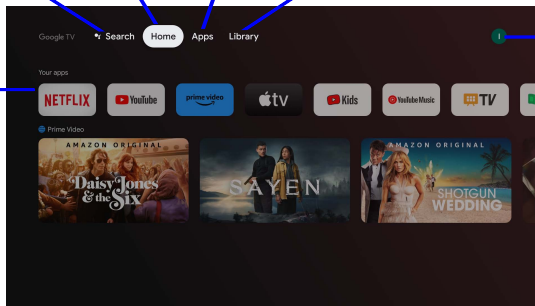 Google TV Search Home Apps Library I
Your apps
NETFLIX YouTube prime video tv Kids YouTube Music TV
Prime Video
AMAZON ORIGINAL AMAZON ORIGINAL
Daisy Jones
& the Six
SAYEN
SHOTGUN
WEDDING